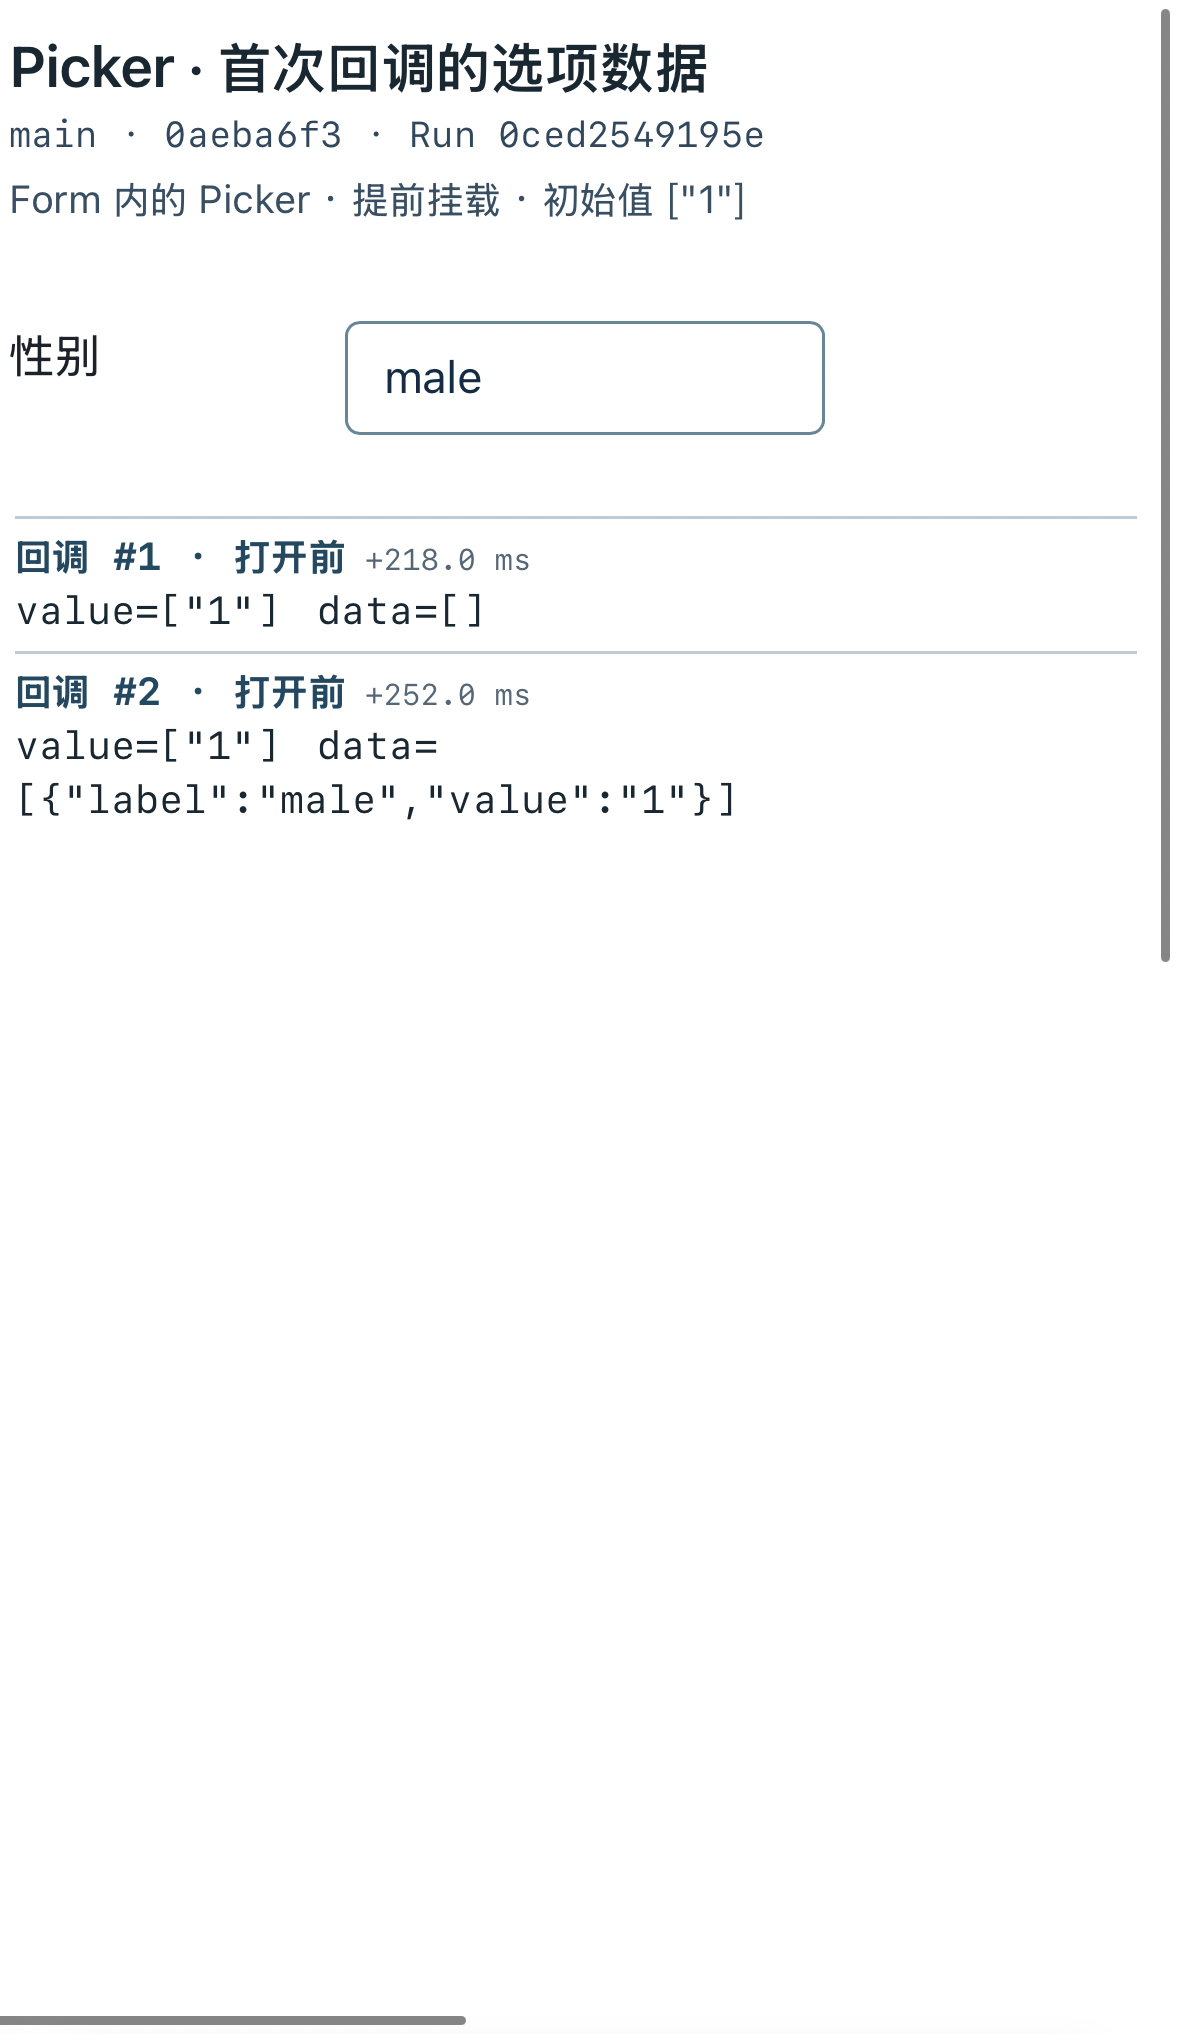 Picker · 首次回调的选项数据
main · 0aeba6f3 · Run 0ced2549195e
Form 内的 Picker · 提前挂载 · 初始值 ["1"]
性别
male
回调 #1 · 打开前 +218.0 ms
value=["1"] data=[]
回调 #2 · 打开前 +252.0 ms
value=["1"] data=
[{"label":"male","value":"1"}]